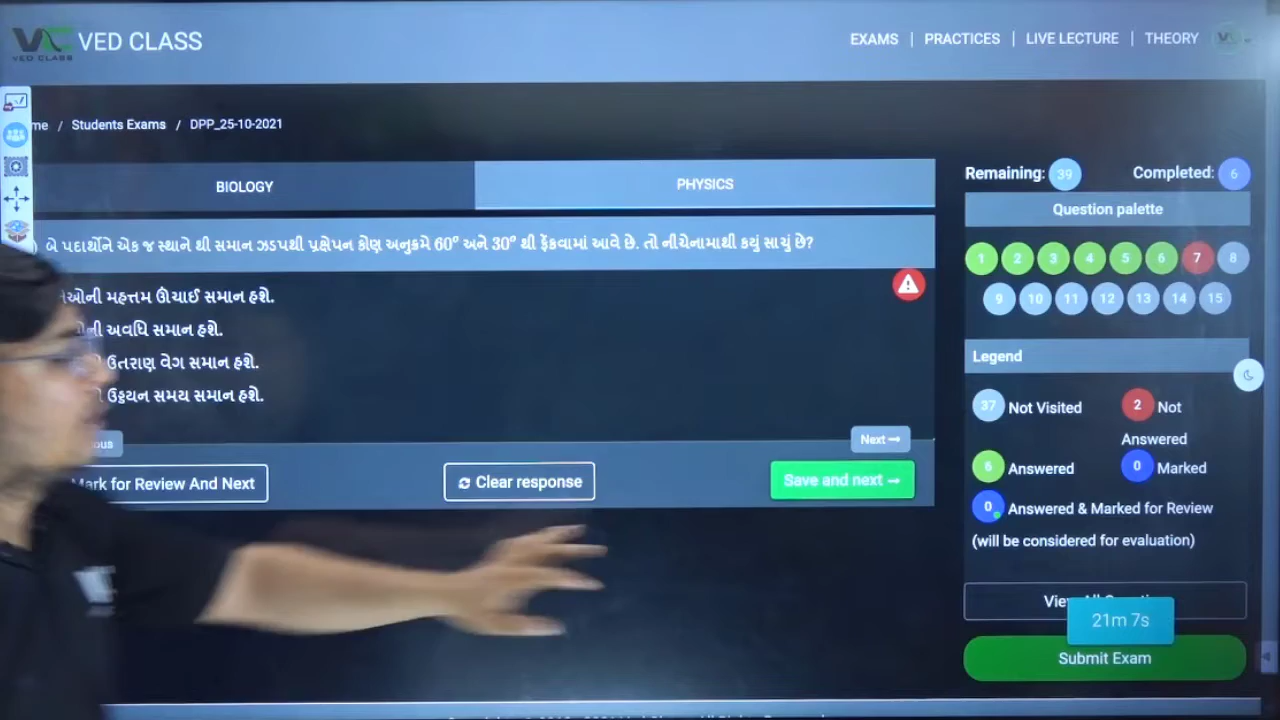 VED CLASS
VED CLASS
EXAMS | PRACTICES | LIVE LECTURE | THEORY
me / Students Exams / DPP_25-10-2021
BIOLOGY
PHYSICS
) બે પદાર્થોને એક જ સ્થાને થી સમાન ઝડપથી પ્રક્ષેપન કોણ અનુક્રમે 60° અને 30° થી ફેંકવામાં આવે છે. તો નીચેનામાથી કયું સાચું છે?
ઓની મહત્તમ ઊંચાઈ સમાન હશે.
ની અવધિ સમાન હશે.
ઉતરાણ વેગ સમાન હશે.
ઉડ્ડયન સમય સમાન હશે.
ous
Next →
Mark for Review And Next
Clear response
Save and next →
Remaining: 39 Completed: 6
Question palette
1 2 3 4 5 6 7 8
9 10 11 12 13 14 15
Legend
37 Not Visited
2 Not Answered
6 Answered
0 Marked
0 Answered & Marked for Review
(will be considered for evaluation)
21m 7s
Submit Exam